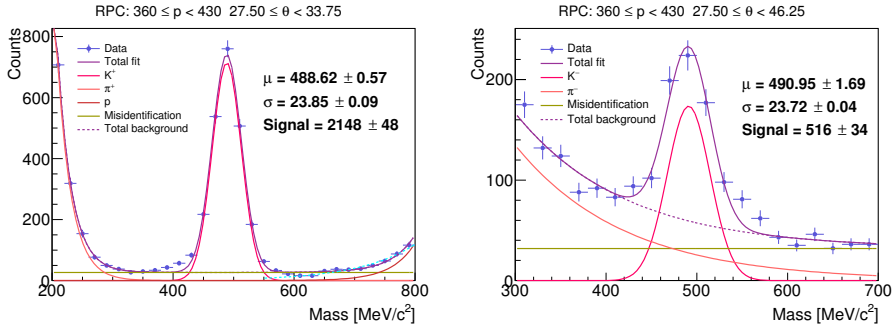 RPC: 360 ≤ p < 430 27.50 ≤ θ < 33.75
Counts
800
600
400
200
0
Data
Total fit
K⁺
π⁺
p
Misidentification
Total background
μ = 488.62 ± 0.57
σ = 23.85 ± 0.09
Signal = 2148 ± 48
200 400 600 800
Mass [MeV/c²]
RPC: 360 ≤ p < 430 27.50 ≤ θ < 46.25
Counts
200
100
0
Data
Total fit
K⁻
π⁻
Misidentification
Total background
μ = 490.95 ± 1.69
σ = 23.72 ± 0.04
Signal = 516 ± 34
300 400 500 600 700
Mass [MeV/c²]